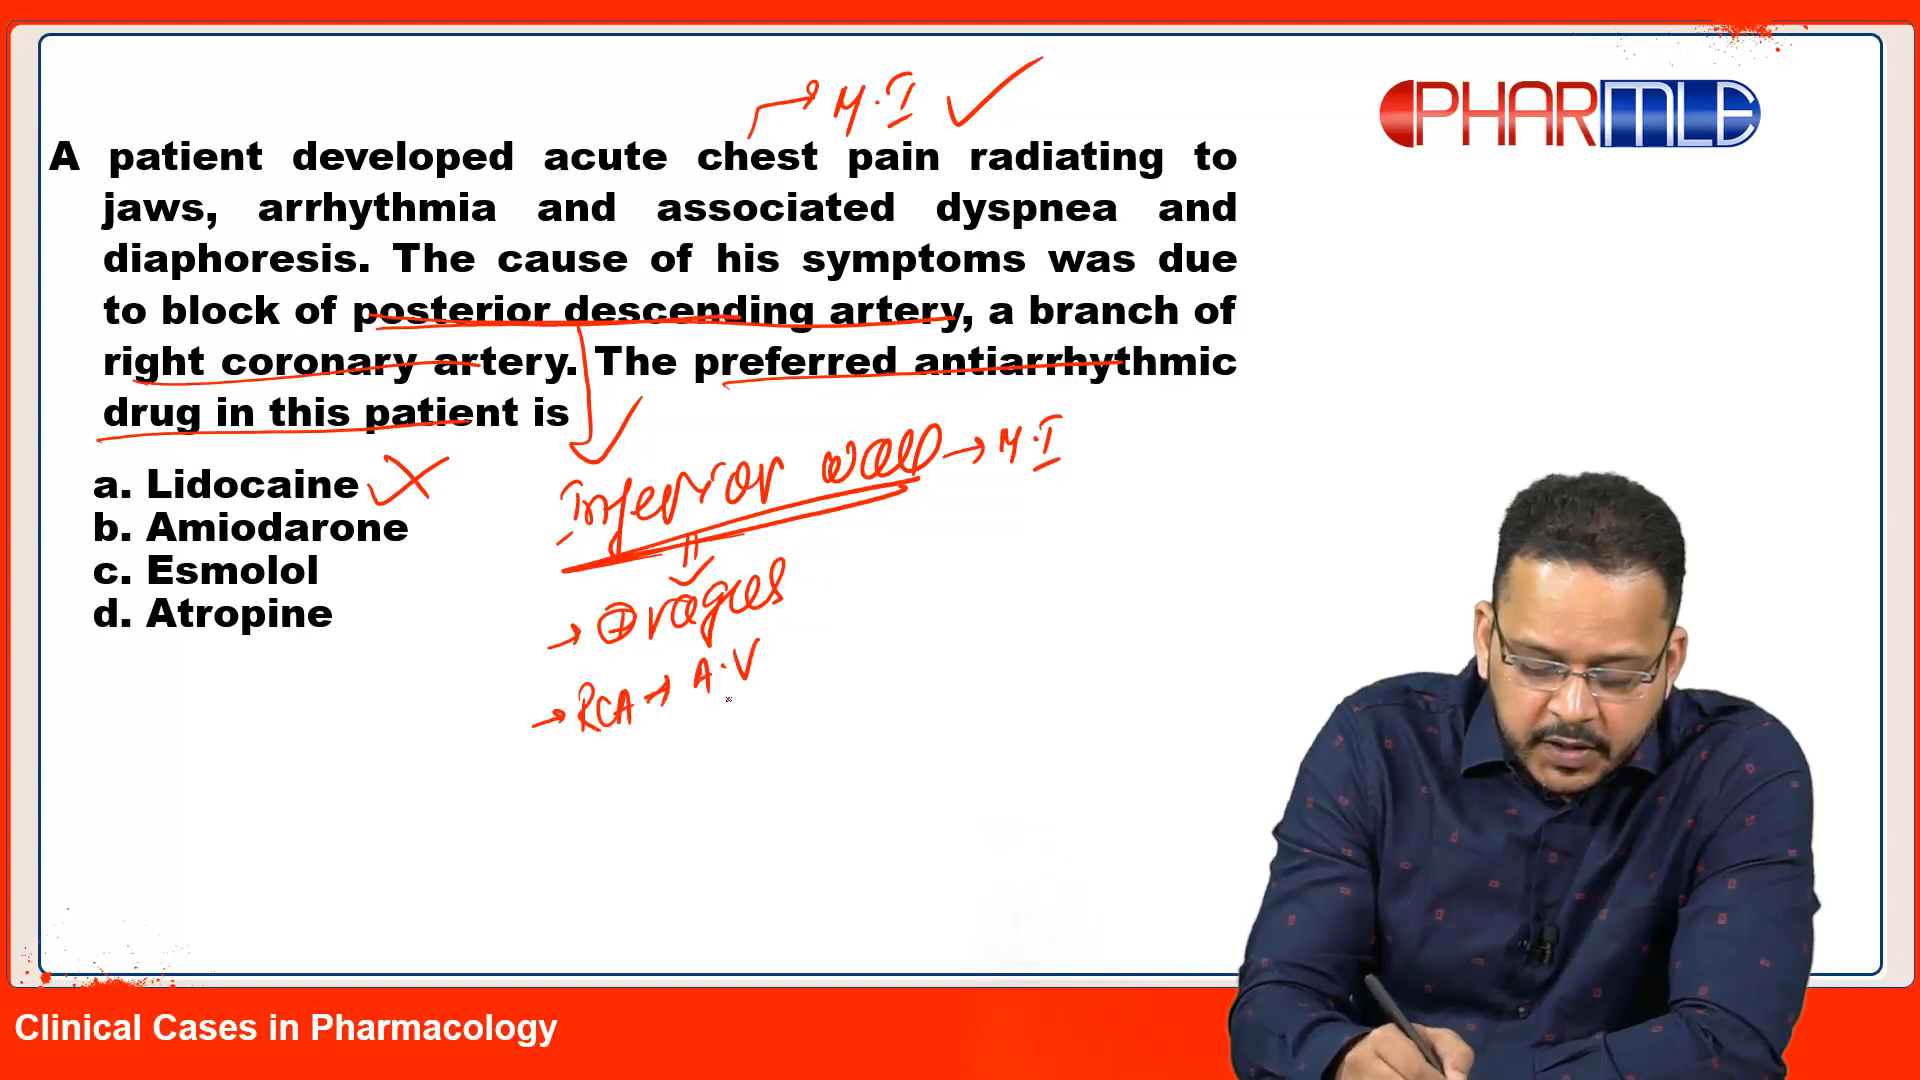 → M.I
PHARMLE
A patient developed acute chest pain radiating to
jaws, arrhythmia and associated dyspnea and
diaphoresis. The cause of his symptoms was due
to block of posterior descending artery, a branch of
right coronary artery. The preferred antiarrhythmic
drug in this patient is
Inferior wall → M.I
a. Lidocaine
b. Amiodarone
c. Esmolol
d. Atropine
→ ⊕ vagus
→ RCA → A.V
Clinical Cases in Pharmacology